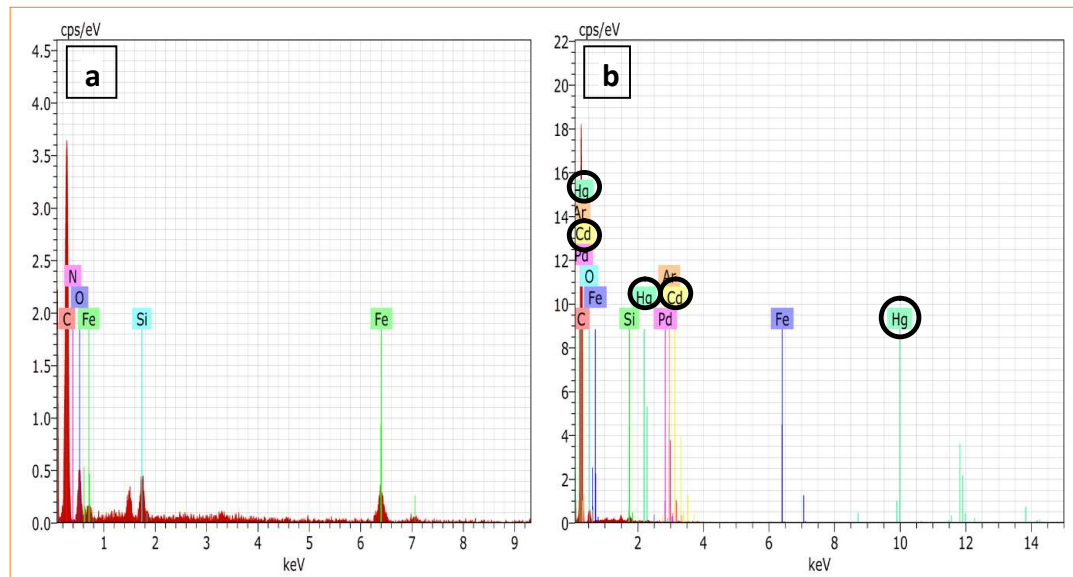 cps/eV
a
4.5
4.0
3.5
3.0
2.5
2.0
1.5
1.0
0.5
0.0
N
O
C
Fe
Si
Fe
1 2 3 4 5 6 7 8 9
keV
cps/eV
b
22
20
18
16
14
12
10
8
6
4
2
0
Hg
Ar
Cd
Pd
O
Fe
C
Si
Hg
Ar
Cd
Pd
Fe
Hg
2 4 6 8 10 12 14
keV